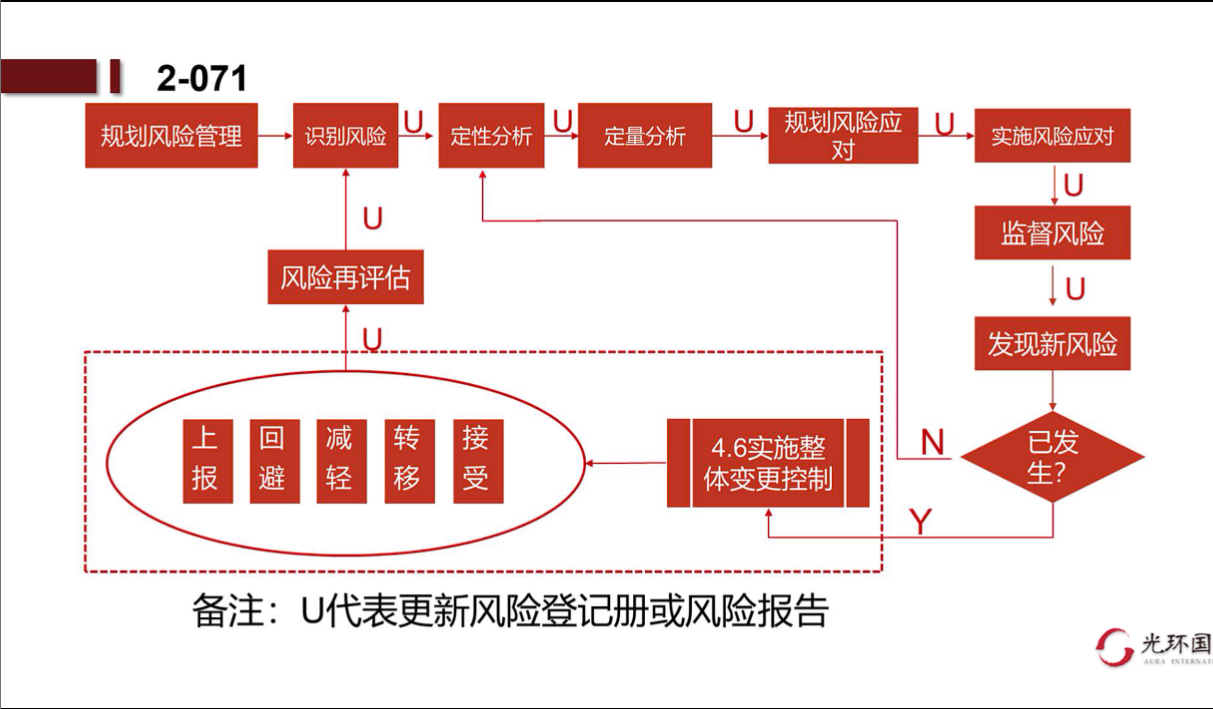 2-071
规划风险管理
识别风险
U
定性分析
U
定量分析
U
规划风险应
对
U
实施风险应对
U
监督风险
U
发现新风险
已发
生?
N
Y
4.6实施整
体变更控制
上
报
回
避
减
轻
转
移
接
受
U
风险再评估
U
备注：U代表更新风险登记册或风险报告
光环国
AURA INTERNAT